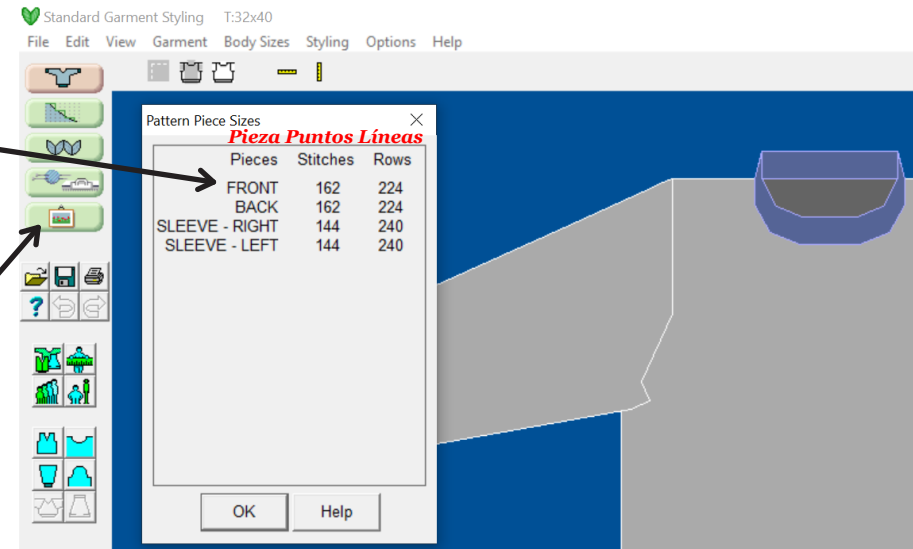 Standard Garment Styling T:32x40
File Edit View Garment Body Sizes Styling Options Help
Pattern Piece Sizes
Pieza Puntos Líneas
Pieces Stitches Rows
FRONT 162 224
BACK 162 224
SLEEVE - RIGHT 144 240
SLEEVE - LEFT 144 240
OK Help